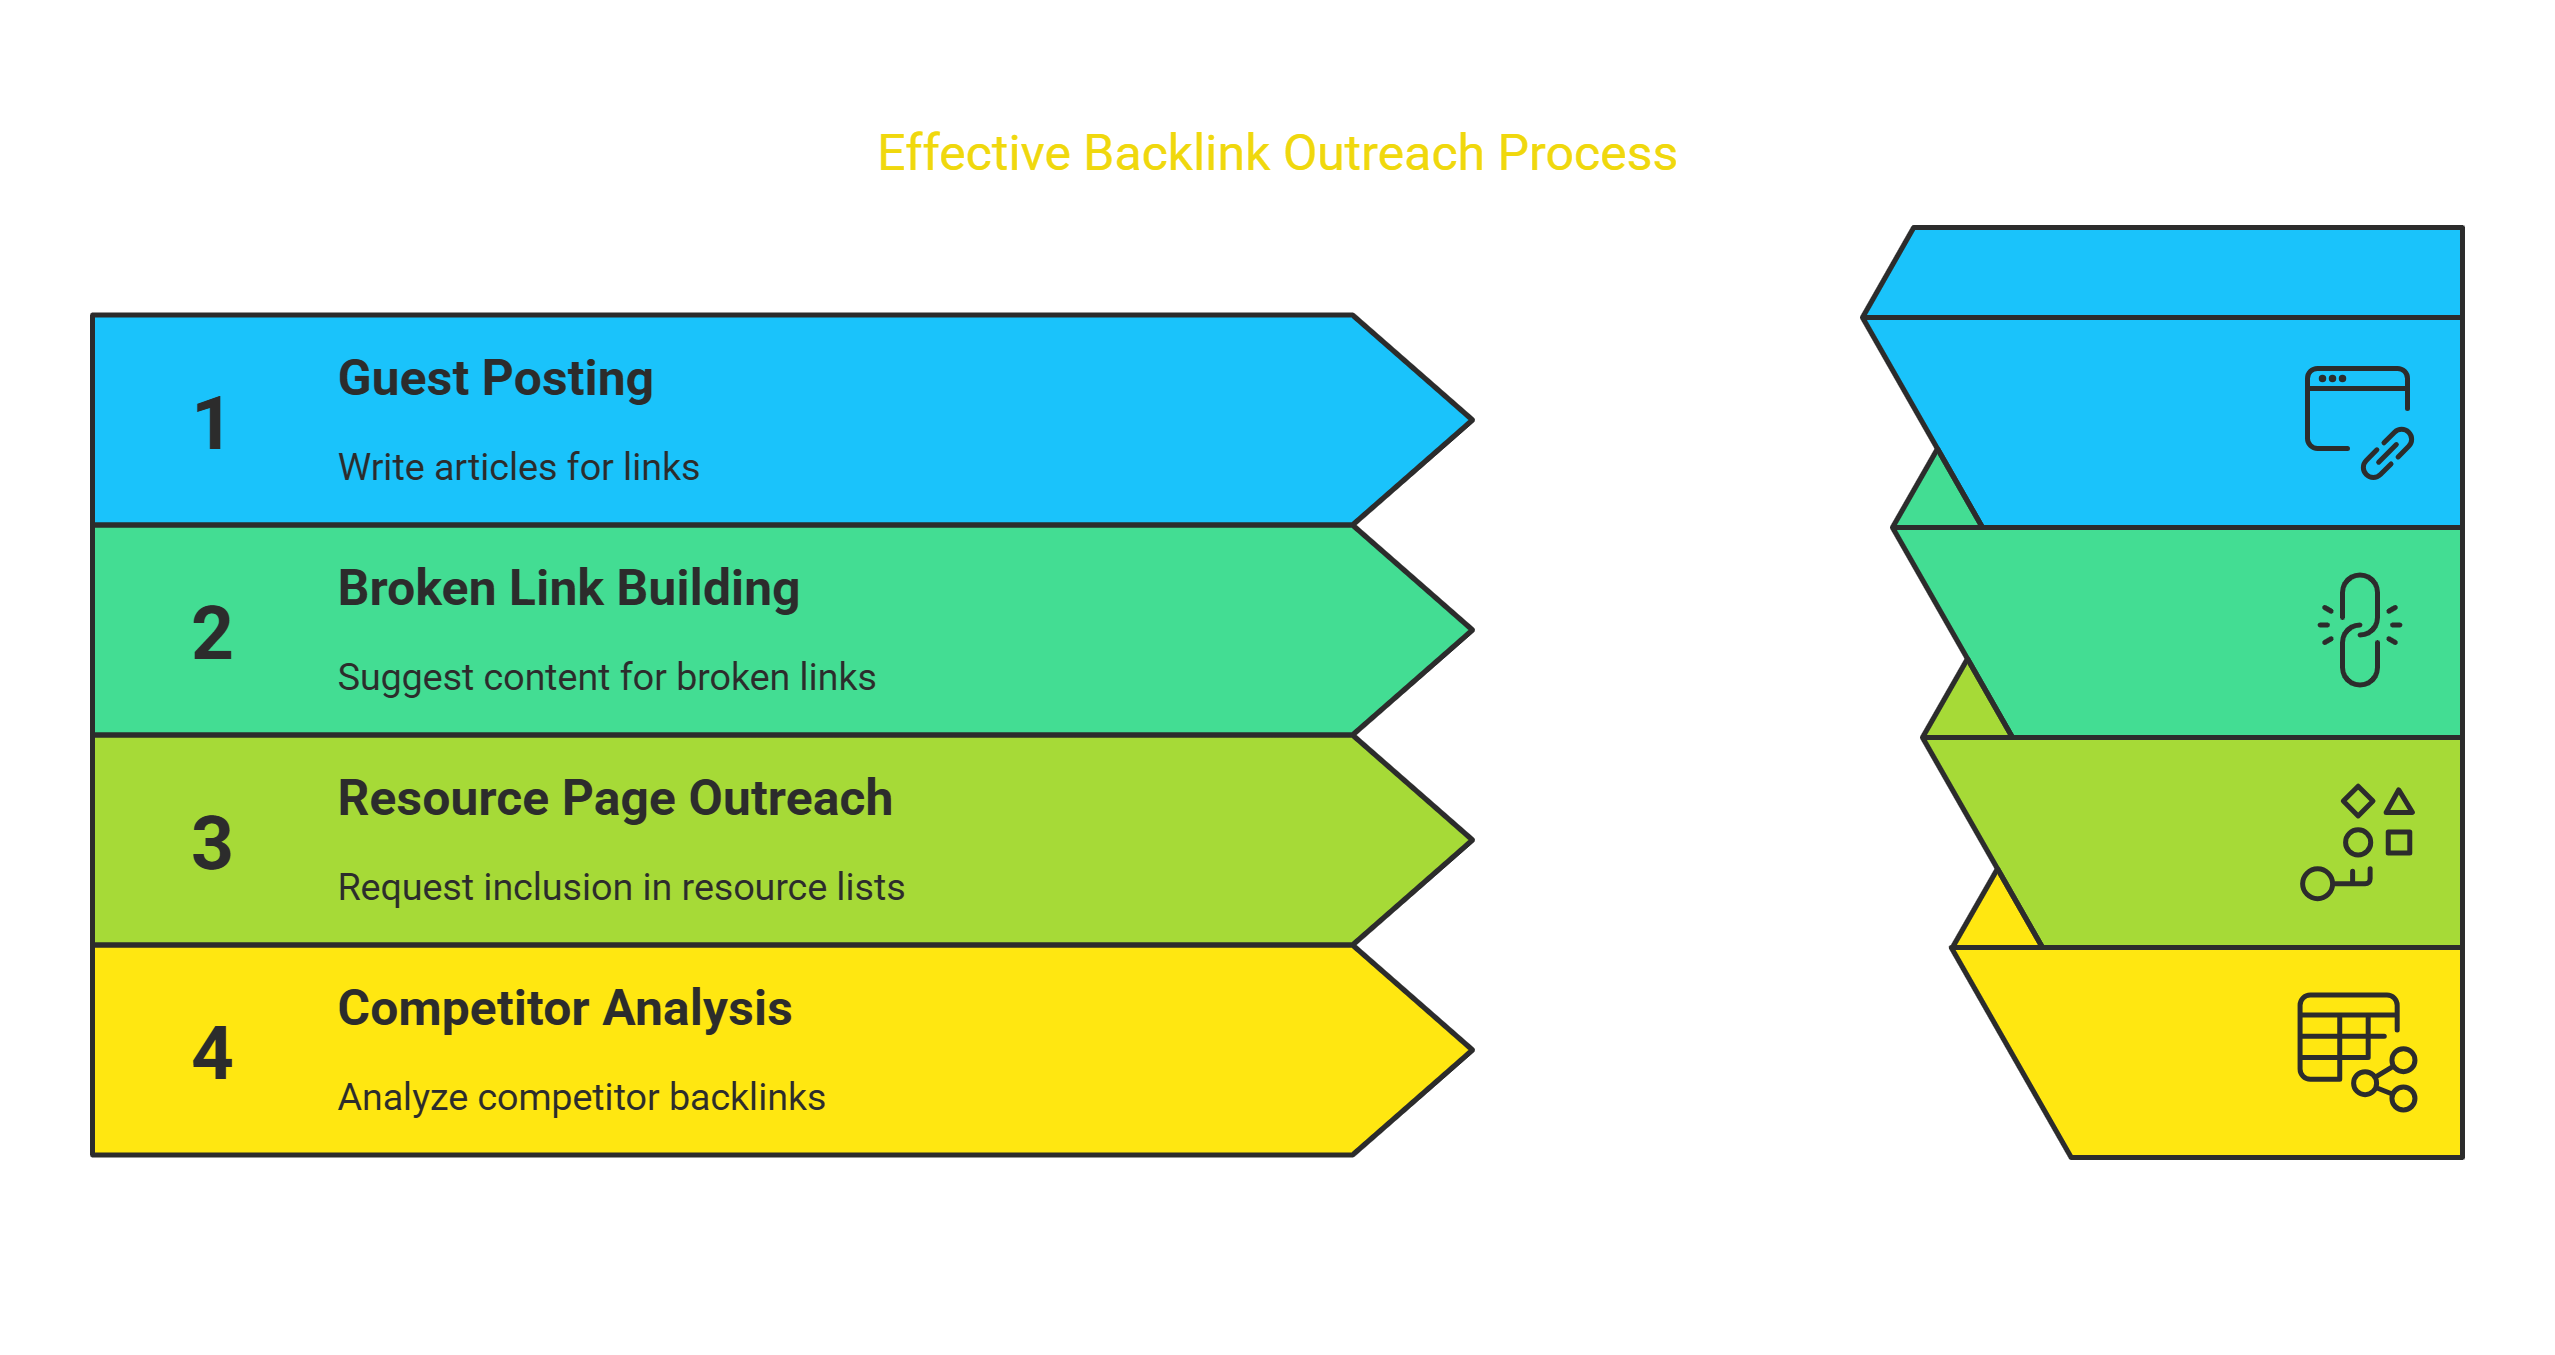 Effective Backlink Outreach Process
1
Guest Posting
Write articles for links
2
Broken Link Building
Suggest content for broken links
3
Resource Page Outreach
Request inclusion in resource lists
4
Competitor Analysis
Analyze competitor backlinks